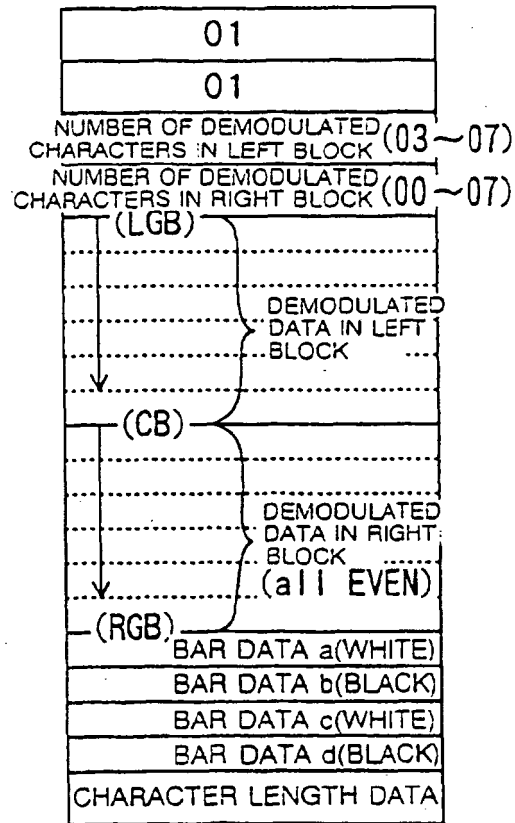 01
01
NUMBER OF DEMODULATED
CHARACTERS IN LEFT BLOCK (03~07)
NUMBER OF DEMODULATED
CHARACTERS IN RIGHT BLOCK (00~07)
(LGB)
DEMODULATED
DATA IN LEFT
BLOCK
(CB)
DEMODULATED
DATA IN RIGHT
BLOCK
(all EVEN)
(RGB)
BAR DATA a(WHITE)
BAR DATA b(BLACK)
BAR DATA c(WHITE)
BAR DATA d(BLACK)
CHARACTER LENGTH DATA